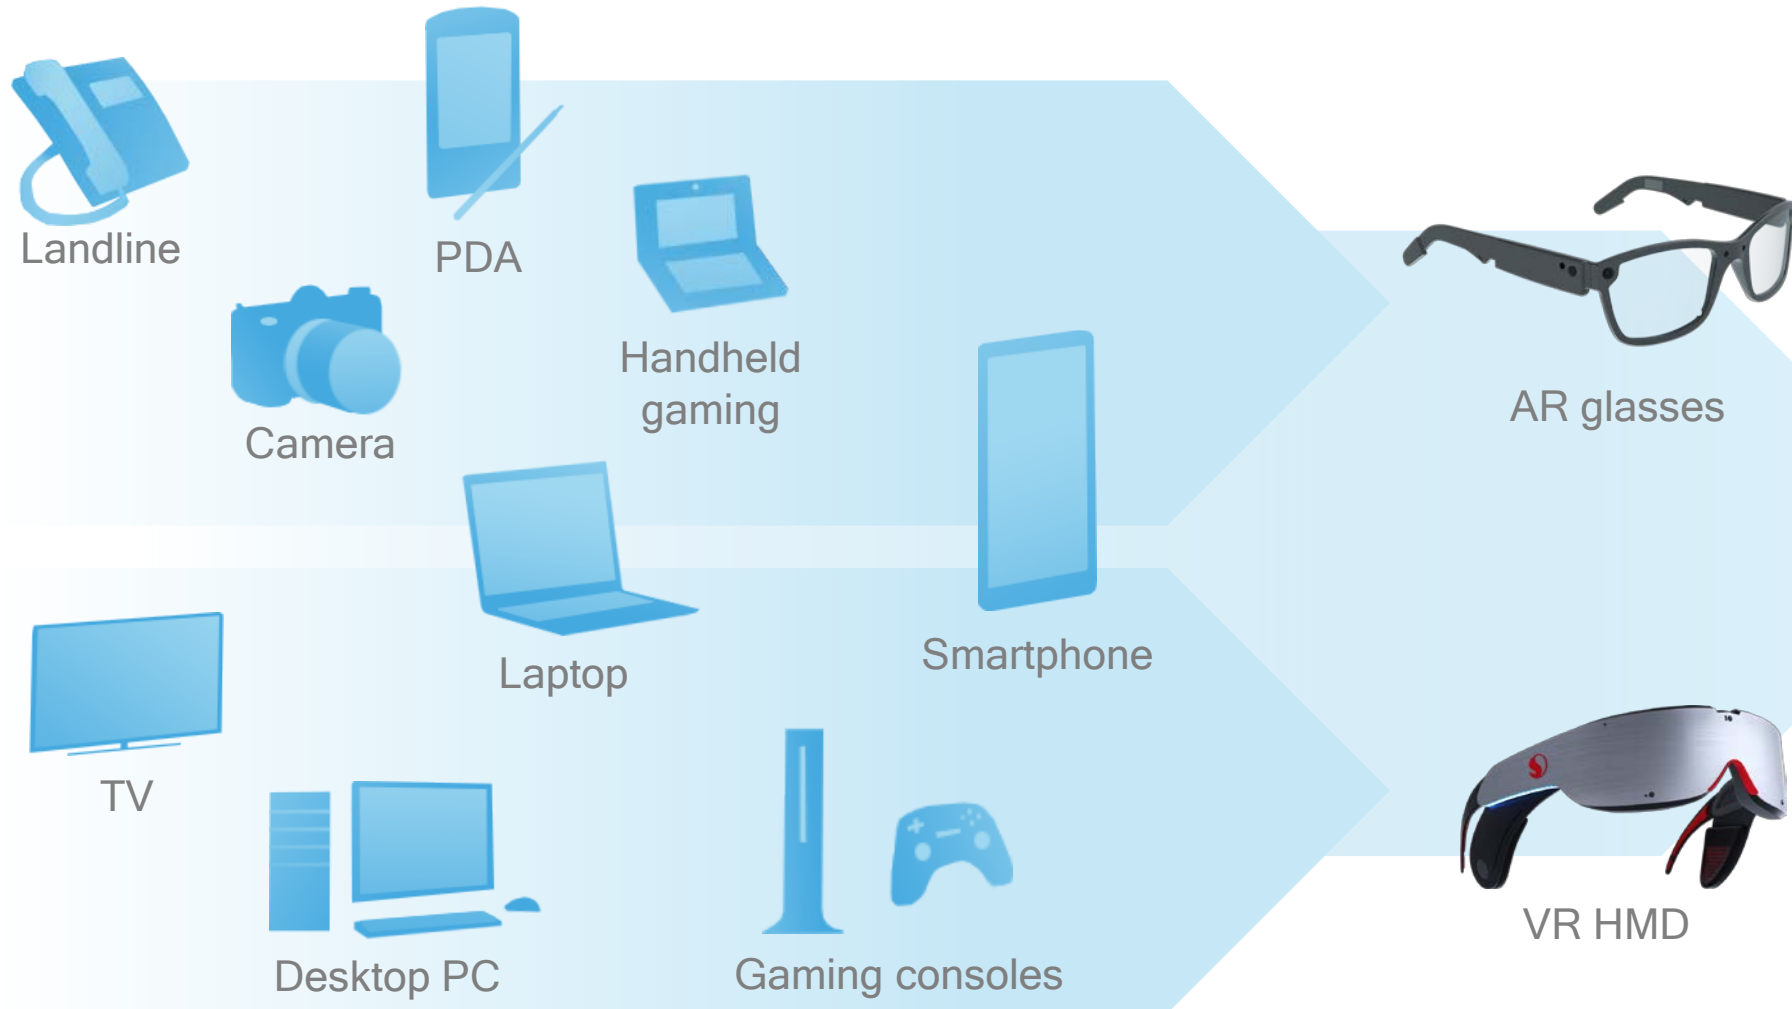 Landline
PDA
Handheld
gaming
Camera
AR glasses
Laptop
Smartphone
TV
Desktop PC
Gaming consoles
VR HMD